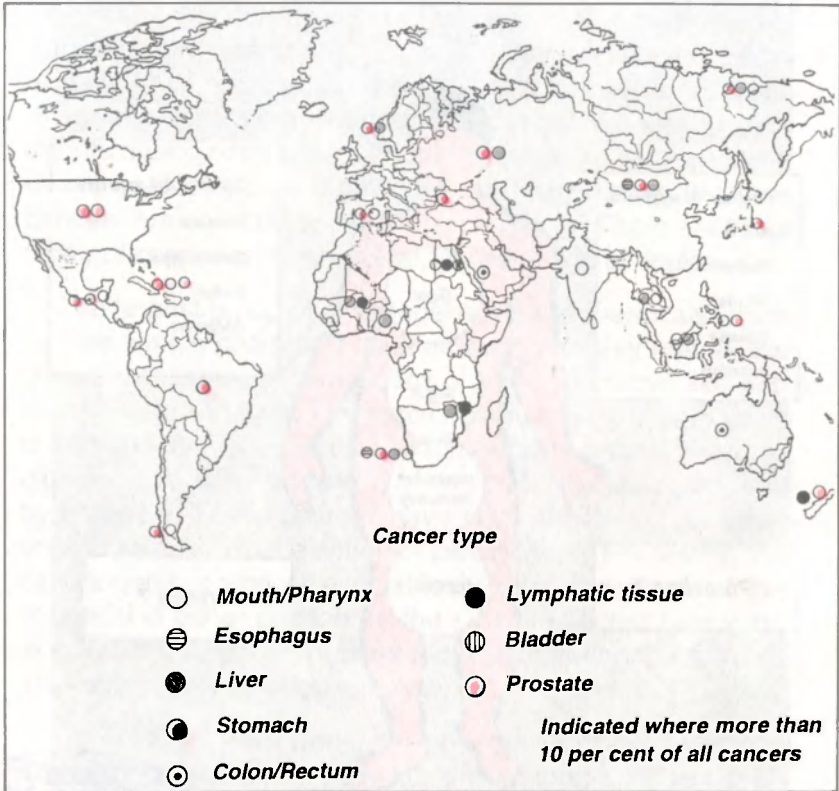 Cancer type
Mouth/Pharynx
Esophagus
Liver
Stomach
Colon/Rectum
Lymphatic tissue
Bladder
Prostate
Indicated where more than
10 per cent of all cancers